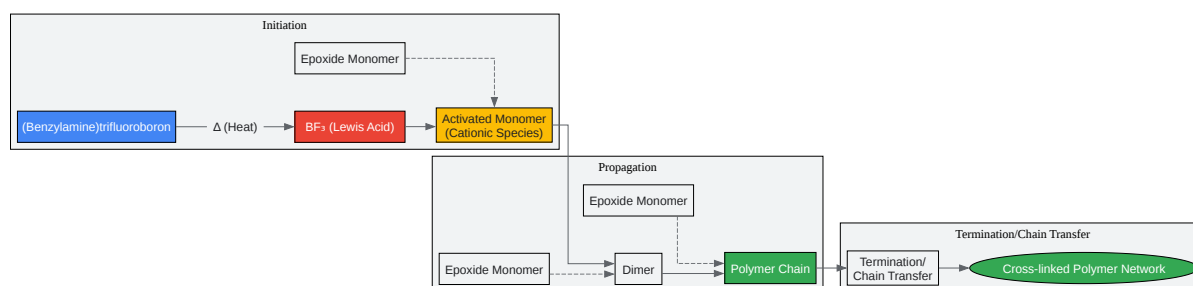 Initiation
Epoxide Monomer
(Benzylamine)trifluoroboron
Δ (Heat)
BF₃ (Lewis Acid)
Activated Monomer
(Cationic Species)
Propagation
Epoxide Monomer
Epoxide Monomer
Dimer
Polymer Chain
Termination/Chain Transfer
Termination/
Chain Transfer
Cross-linked Polymer Network